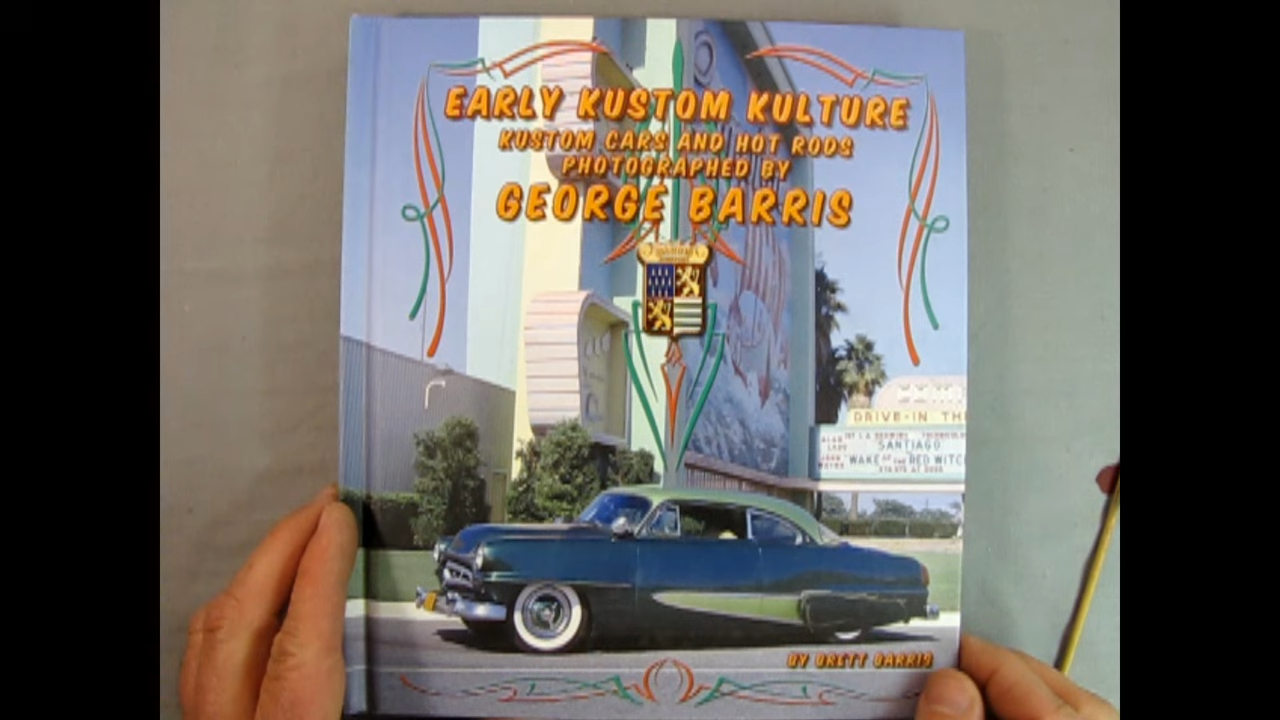 EARLY KUSTOM KULTURE
KUSTOM CARS AND HOT RODS
PHOTOGRAPHED BY
GEORGE BARRIS
DRIVE-IN
SANTIAGO
WAKE OF THE RED WITCH
BY BRETT BARRIS